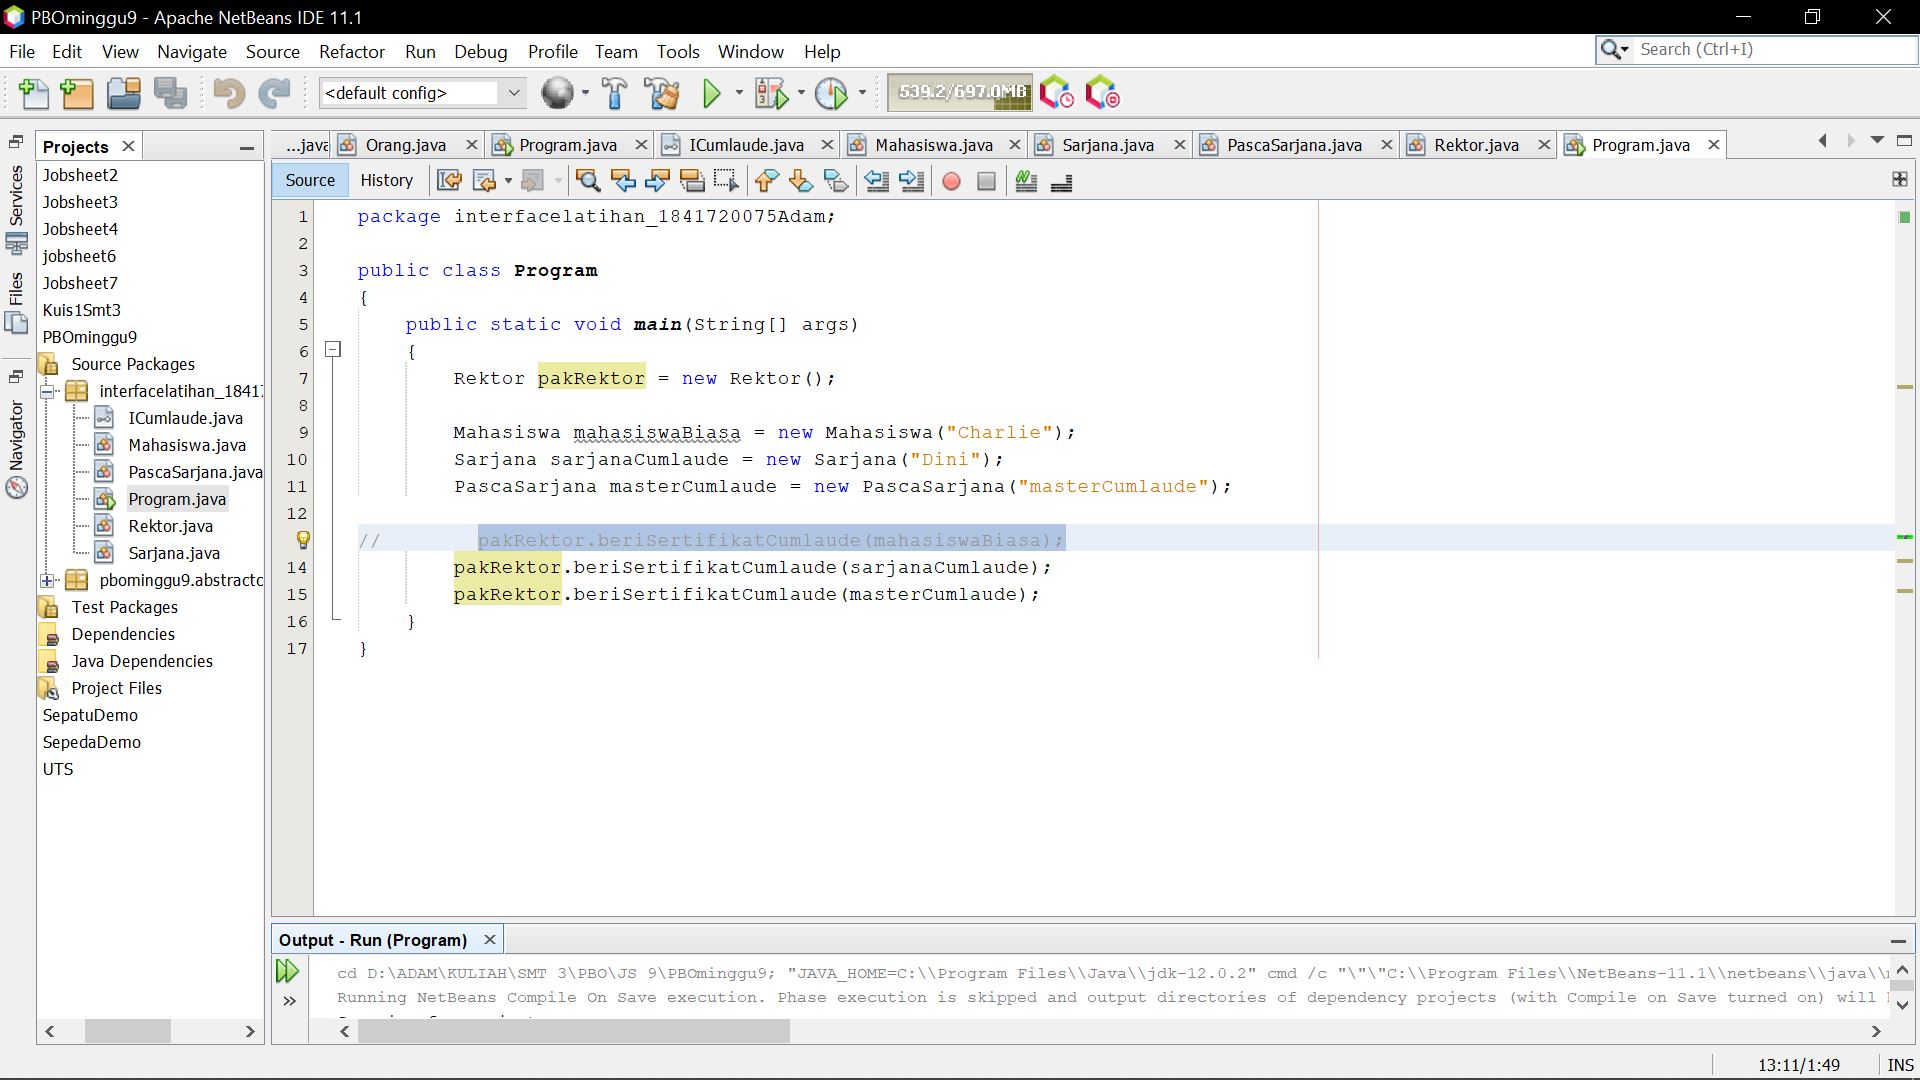 PBOminggu9 - Apache NetBeans IDE 11.1
File Edit View Navigate Source Refactor Run Debug Profile Team Tools Window Help
Search (Ctrl+I)
<default config>
539.2/697.0MB
Services
Files
Navigator
Projects
Jobsheet2
Jobsheet3
Jobsheet4
jobsheet6
Jobsheet7
Kuis1Smt3
PBOminggu9
Source Packages
interfacelatihan_1841
ICumlaude.java
Mahasiswa.java
PascaSarjana.java
Program.java
Rektor.java
Sarjana.java
pbominggu9.abstractc
Test Packages
Dependencies
Java Dependencies
Project Files
SepatuDemo
SepedaDemo
UTS
...java Orang.java Program.java ICumlaude.java Mahasiswa.java Sarjana.java PascaSarjana.java Rektor.java Program.java
Source History
1 package interfacelatihan_1841720075Adam;
2
3 public class Program
4 {
5 public static void main(String[] args)
6 {
7 Rektor pakRektor = new Rektor();
8
9 Mahasiswa mahasiswaBiasa = new Mahasiswa("Charlie");
10 Sarjana sarjanaCumlaude = new Sarjana("Dini");
11 PascaSarjana masterCumlaude = new PascaSarjana("masterCumlaude");
12
// pakRektor.beriSertifikatCumlaude(mahasiswaBiasa);
14 pakRektor.beriSertifikatCumlaude(sarjanaCumlaude);
15 pakRektor.beriSertifikatCumlaude(masterCumlaude);
16 }
17 }
Output - Run (Program)
cd D:\ADAM\KULIAH\SMT 3\PBO\JS 9\PBOminggu9; "JAVA_HOME=C:\\Program Files\\Java\\jdk-12.0.2" cmd /c "\"\"C:\\Program Files\\NetBeans-11.1\\netbeans\\java\\
Running NetBeans Compile On Save execution. Phase execution is skipped and output directories of dependency projects (with Compile on Save turned on) will
13:11/1:49 INS